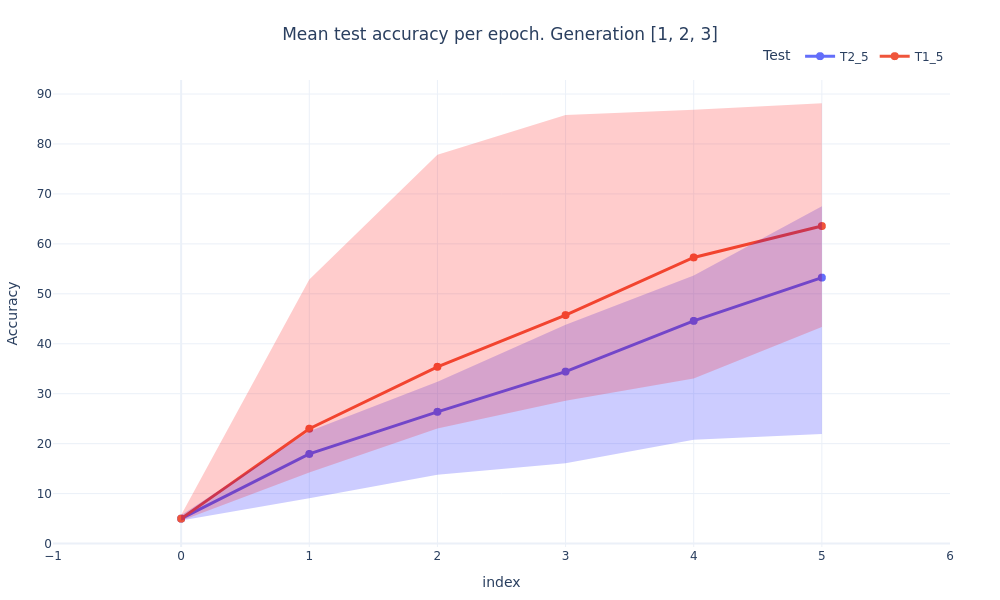 Mean test accuracy per epoch. Generation [1, 2, 3]
Test T2_5 T1_5
90
80
70
60
50
40
30
20
10
0
Accuracy
−1 0 1 2 3 4 5 6
index